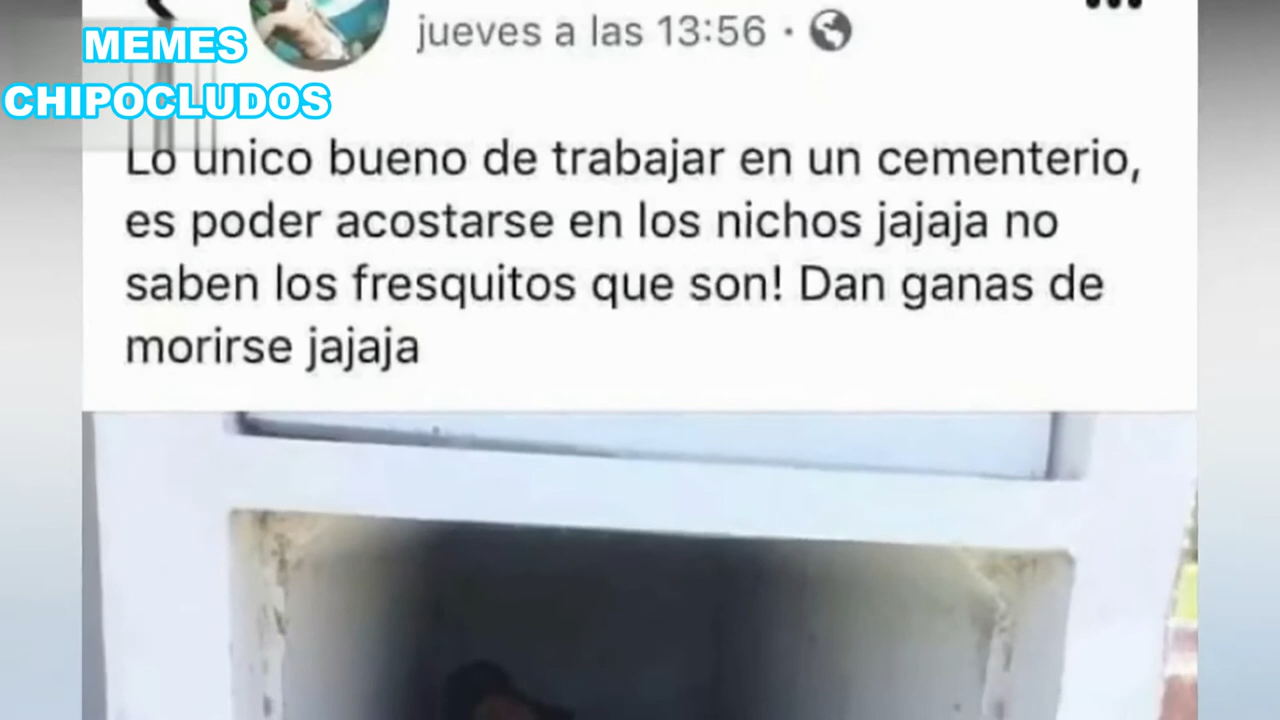 MEMES
CHIPOCLUDOS
jueves a las 13:56 ·
Lo único bueno de trabajar en un cementerio,
es poder acostarse en los nichos jajaja no
saben los fresquitos que son! Dan ganas de
morirse jajaja